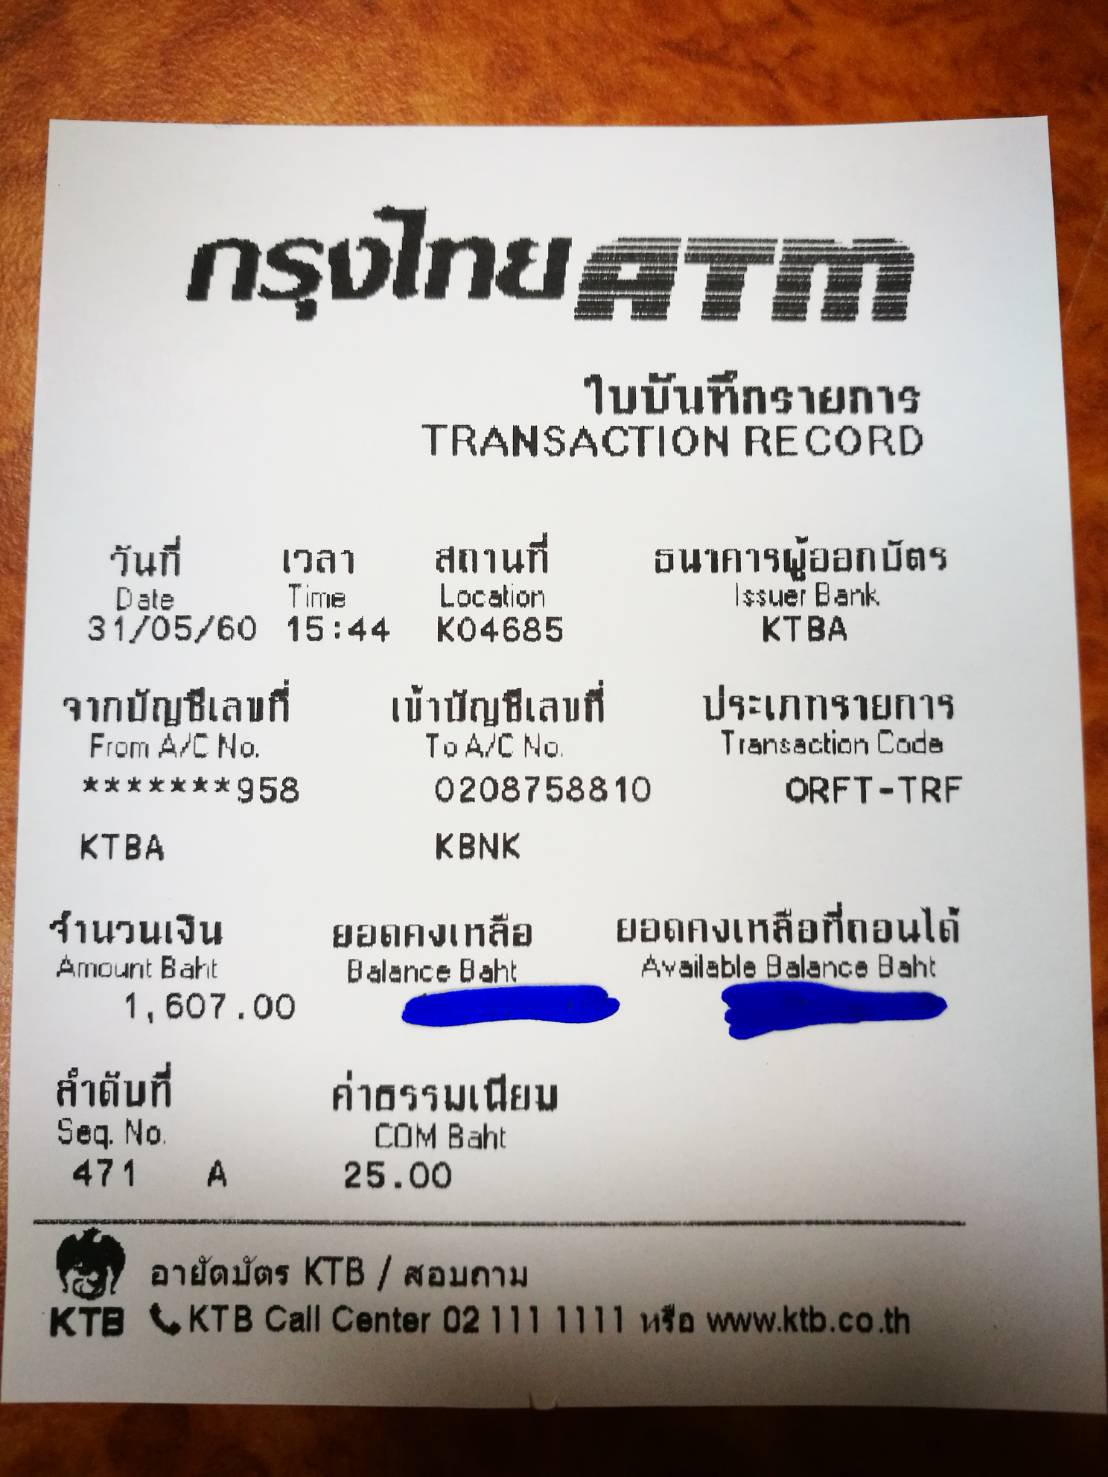 กรุงไทย ATM
ใบบันทึกรายการ
TRANSACTION RECORD
วันที่ เวลา สถานที่ ธนาคารผู้ออกบัตร
Date Time Location Issuer Bank
31/05/60 15:44 K04685 KTBA
จากบัญชีเลขที่ เข้าบัญชีเลขที่ ประเภทรายการ
From A/C No. To A/C No. Transaction Code
*******958 0208758810 ORFT-TRF
KTBA KBNK
จำนวนเงิน ยอดคงเหลือ ยอดคงเหลือที่ถอนได้
Amount Baht Balance Baht Available Balance Baht
1,607.00
ลำดับที่ ค่าธรรมเนียม
Seq. No. COM Baht
471 A 25.00
อายัดบัตร KTB / สอบถาม
KTB KTB Call Center 02 111 1111 หรือ www.ktb.co.th